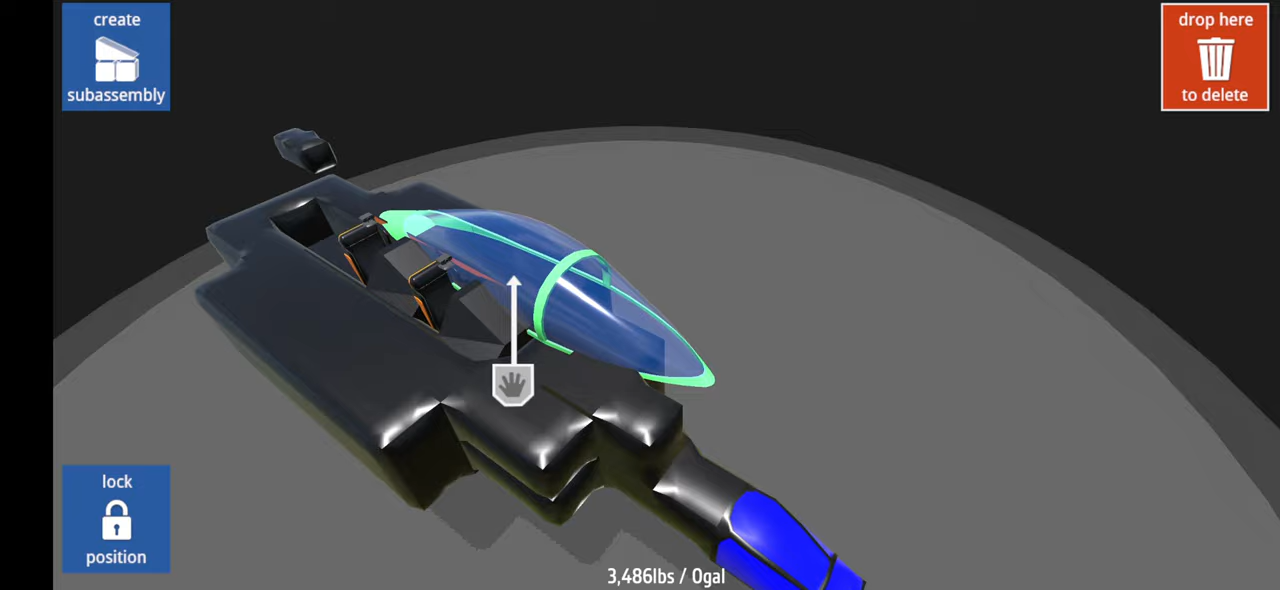 create
subassembly
drop here
to delete
lock
position
3,486lbs / 0gal